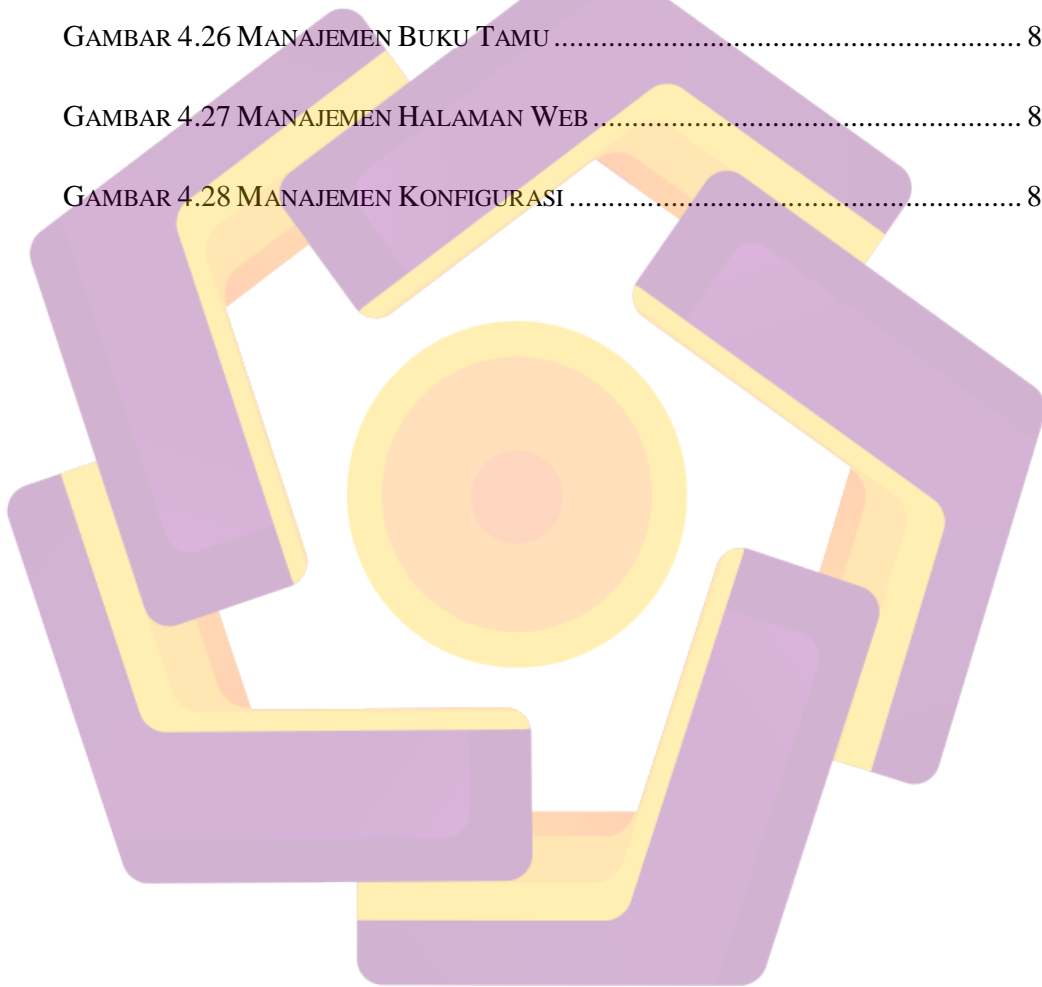 GAMBAR 4.26 MANAJEMEN BUKU TAMU ............................................................ 8
GAMBAR 4.27 MANAJEMEN HALAMAN WEB ....................................................... 8
GAMBAR 4.28 MANAJEMEN KONFIGURASI .......................................................... 8